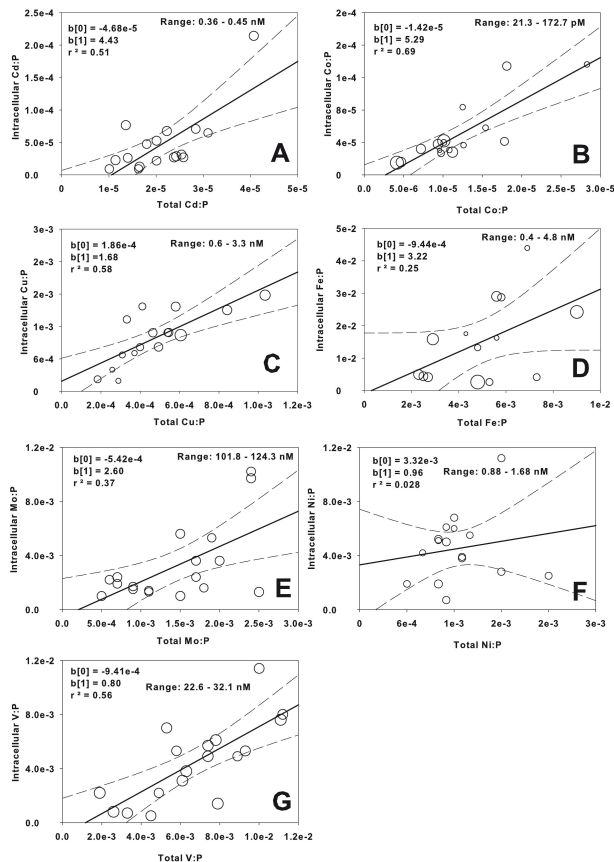 b[0] = -4.68e-5
b[1] = 4.43
r ² = 0.51
Range: 0.36 - 0.45 nM
A
Intracellular Cd:P
2.5e-4
2.0e-4
1.5e-4
1.0e-4
5.0e-5
0.0
0 1e-5 2e-5 3e-5 4e-5 5e-5
Total Cd:P
b[0] = -1.42e-5
b[1] = 5.29
r ² = 0.69
Range: 21.3 - 172.7 pM
B
Intracellular Co:P
2e-4
2e-4
1e-4
8e-5
4e-5
0.0
0.0 5.0e-6 1.0e-5 1.5e-5 2.0e-5 2.5e-5 3.0e-5
Total Co:P
b[0] = 1.86e-4
b[1] =1.68
r ² = 0.58
Range: 0.6 - 3.3 nM
C
Intracellular Cu:P
3e-3
2e-3
2e-3
1e-3
6e-4
0.0
0.0 2.0e-4 4.0e-4 6.0e-4 8.0e-4 1.0e-3 1.2e-3
Total Cu:P
b[0] = -9.44e-4
b[1] = 3.22
r ² = 0.25
Range: 0.4 - 4.8 nM
D
Intracellular Fe:P
5e-2
4e-2
3e-2
2e-2
1e-2
0.0
0.0 2e-3 4e-3 6e-3 8e-3 1e-2
Total Fe:P
b[0] = -5.42e-4
b[1] = 2.60
r ² = 0.37
Range: 101.8 - 124.3 nM
E
Intracellular Mo:P
1.2e-2
8.0e-3
4.0e-3
0.0
0.0 5.0e-4 1.0e-3 1.5e-3 2.0e-3 2.5e-3 3.0e-3
Total Mo:P
b[0] = 3.32e-3
b[1] = 0.96
r ² = 0.028
Range: 0.88 - 1.68 nM
F
Intracellular Ni:P
1.2e-2
8.0e-3
4.0e-3
0.0
0 6e-4 1e-3 2e-3 2e-3 3e-3
Total Ni:P
b[0] = -9.41e-4
b[1] = 0.80
r ² = 0.56
Range: 22.6 - 32.1 nM
G
Intracellular V:P
1.2e-2
8.0e-3
4.0e-3
0.0
0.0 2.0e-3 4.0e-3 6.0e-3 8.0e-3 1.0e-2 1.2e-2
Total V:P